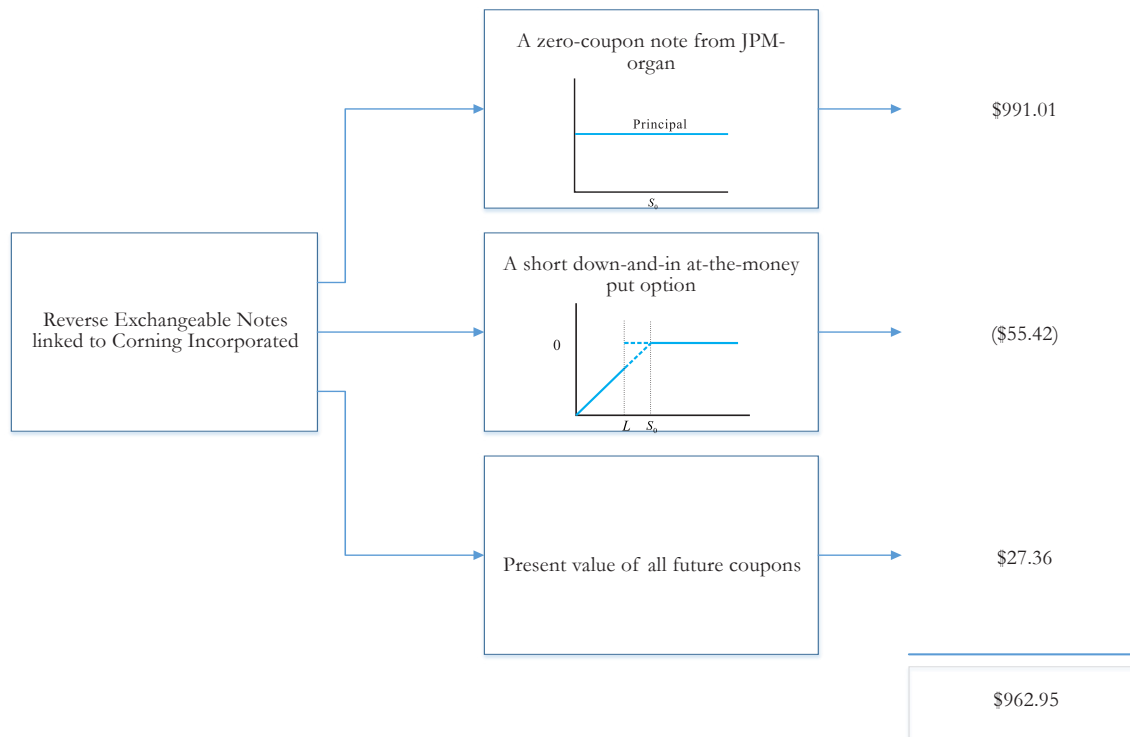 Reverse Exchangeable Notes
linked to Corning Incorporated
A zero-coupon note from JPM-
organ
Principal
S₀
$991.01
A short down-and-in at-the-money
put option
0
L
S₀
($55.42)
Present value of all future coupons
$27.36
$962.95